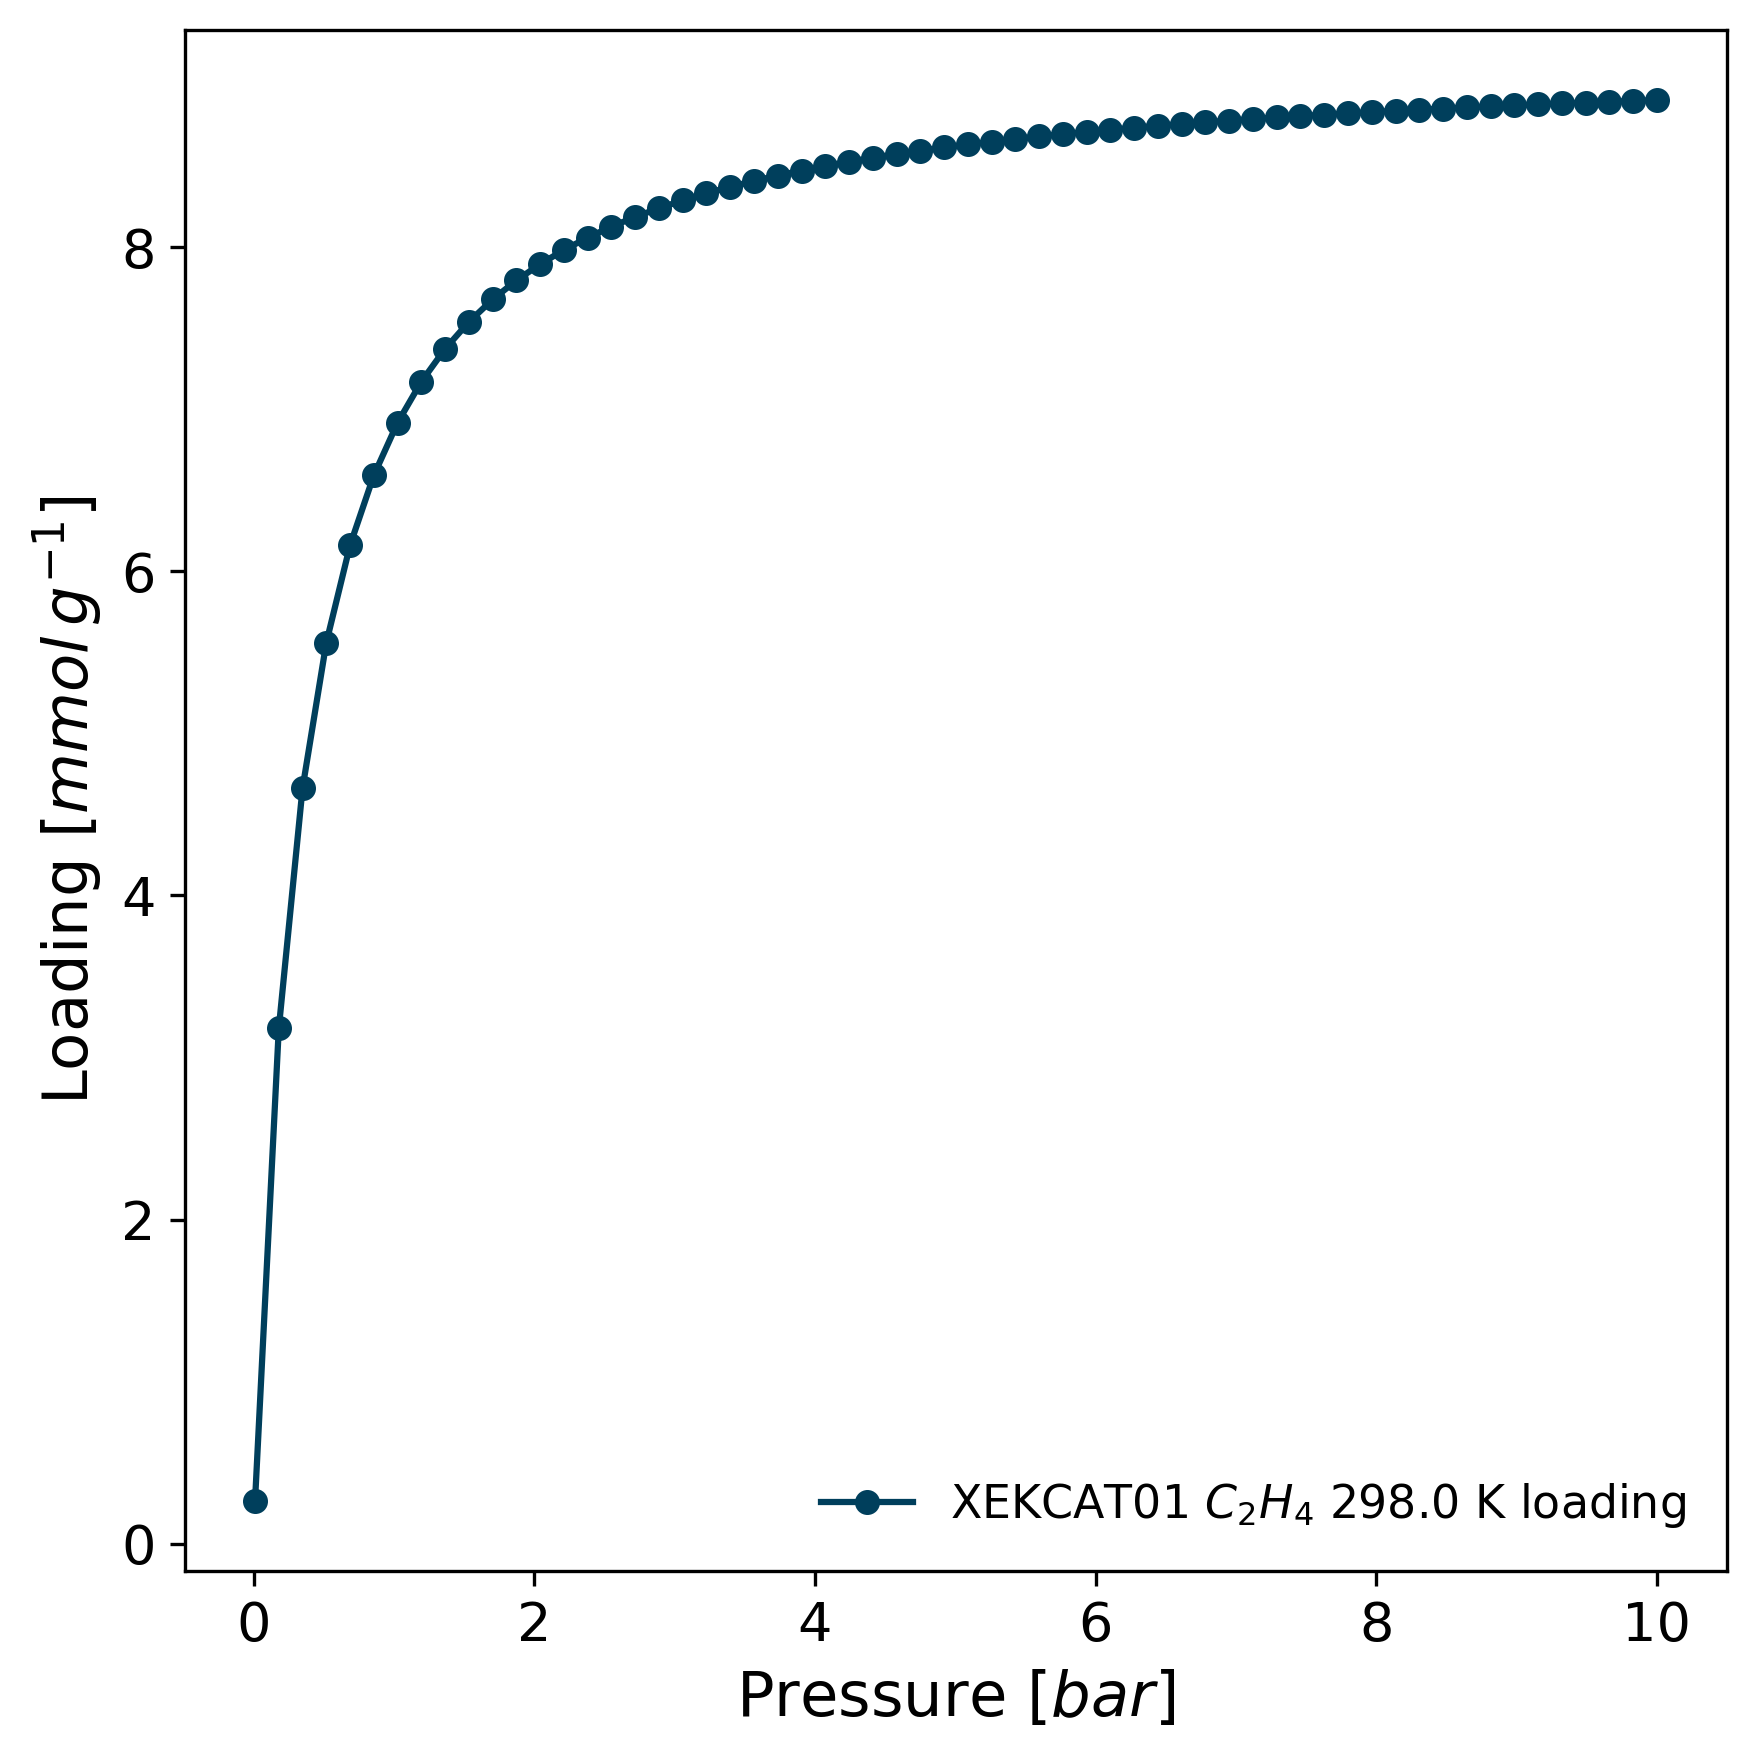 Loading [mmol g⁻¹]
8
6
4
2
0
XEKCAT01 C₂H₄ 298.0 K loading
0 2 4 6 8 10
Pressure [bar]